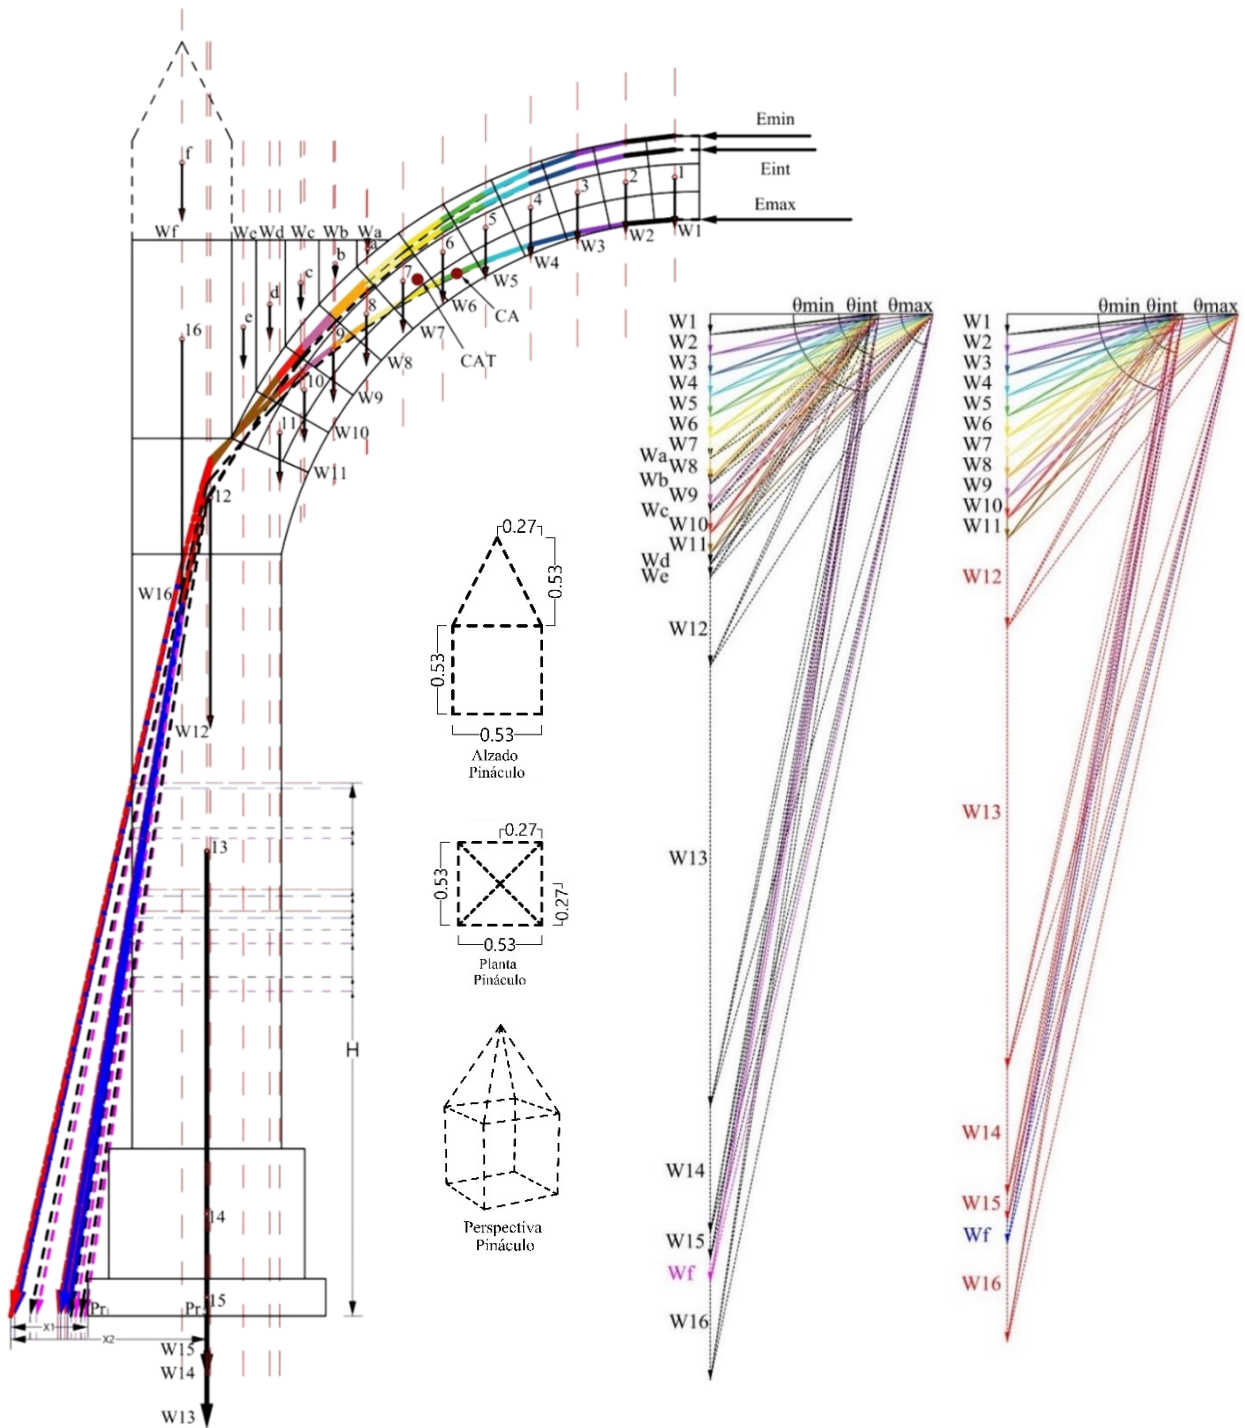 Emin
Eint
Emax
f
Wf
We
Wd
Wc
Wb
Wa
a
b
c
d
e
1
2
3
4
5
6
7
8
9
10
11
12
13
14
15
16
W1
W2
W3
W4
W5
W6
W7
W8
W9
W10
W11
CA
CAT
W16
W12
H
Pr
Pr
X1
X2
W15
W14
W13
0.27
0.53
0.53
0.53
Alzado
Pináculo
0.27
0.53
0.27
0.53
Planta
Pináculo
Perspectiva
Pináculo
θmin θint θmax
W1
W2
W3
W4
W5
W6
W7
Wa
W8
Wb
W9
Wc
W10
W11
Wd
We
W12
W13
W14
W15
Wf
W16
θmin θint θmax
W1
W2
W3
W4
W5
W6
W7
W8
W9
W10
W11
W12
W13
W14
W15
Wf
W16